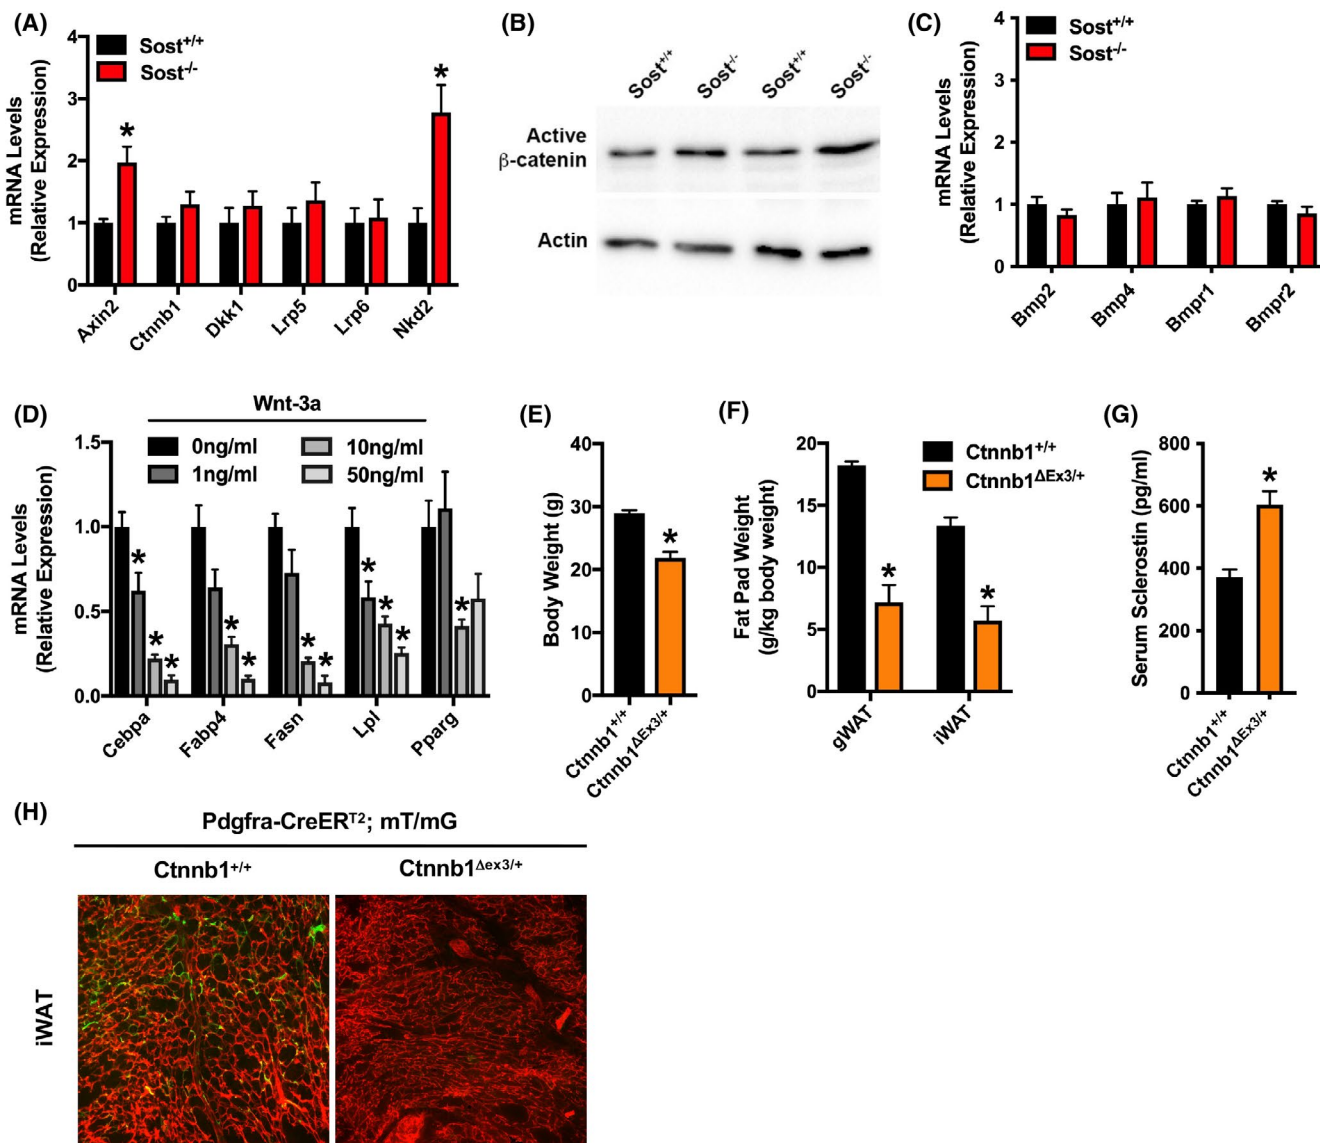 (A)
mRNA Levels
(Relative Expression)
4
3
2
1
0
Sost+/+
Sost-/-
*
*
Axin2
Ctnnb1
Dkk1
Lrp5
Lrp6
Nkd2
(B)
Sost+/+
Sost-/-
Sost+/+
Sost-/-
Active
β-catenin
Actin
(C)
mRNA Levels
(Relative Expression)
4
3
2
1
0
Sost+/+
Sost-/-
Bmp2
Bmp4
Bmpr1
Bmpr2
(D)
Wnt-3a
mRNA Levels
(Relative Expression)
1.5
1.0
0.5
0.0
0ng/ml
10ng/ml
1ng/ml
50ng/ml
* * *
* *
* *
* * *
*
Cebpa
Fabp4
Fasn
Lpl
Pparg
(E)
Body Weight (g)
40
30
20
10
0
*
Ctnnb1+/+
Ctnnb1ΔEx3/+
(F)
Fat Pad Weight
(g/kg body weight)
20
15
10
5
0
Ctnnb1+/+
Ctnnb1ΔEx3/+
*
*
gWAT
iWAT
(G)
Serum Sclerostin (pg/ml)
800
600
400
200
0
*
Ctnnb1+/+
Ctnnb1ΔEx3/+
(H)
Pdgfra-CreERT2; mT/mG
Ctnnb1+/+
Ctnnb1Δex3/+
iWAT